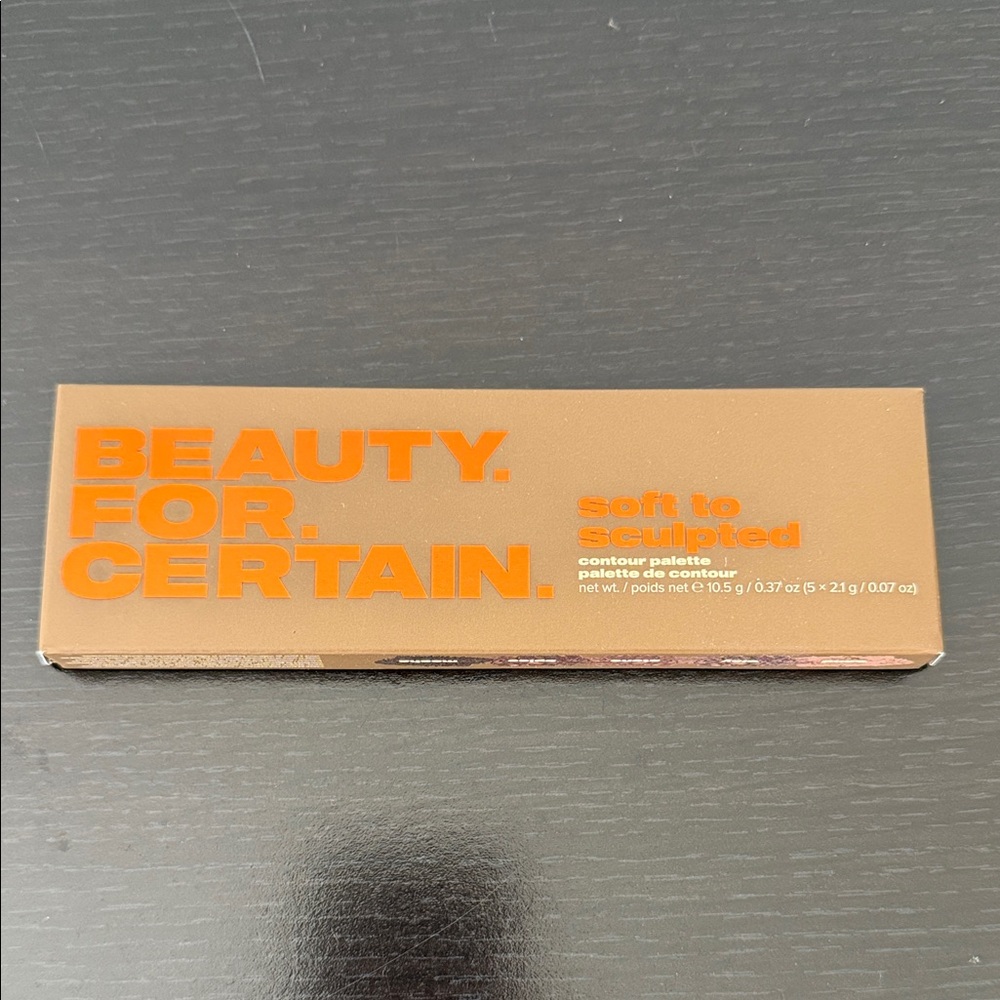 BEAUTY.
FOR.
CERTAIN.
soft to
sculpted
contour palette
palette de contour
net wt. / poids net ℮ 10.5 g / 0.37 oz (5 × 2.1 g / 0.07 oz)